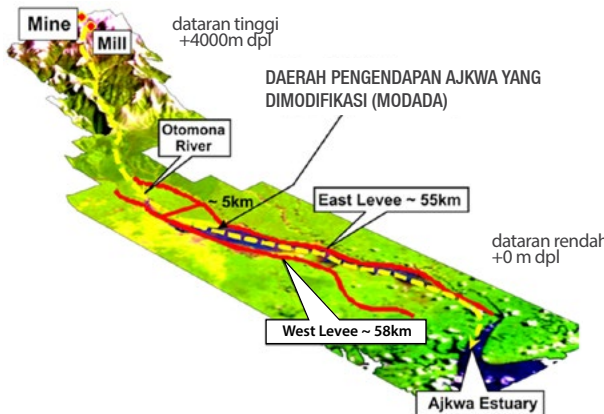 Mine
Mill
dataran tinggi
+4000m dpl
DAERAH PENGENDAPAN AJKWA YANG
DIMODIFIKASI (MODADA)
Otomona
River
~ 5km
East Levee ~ 55km
dataran rendah
+0 m dpl
West Levee ~ 58km
Ajkwa Estuary